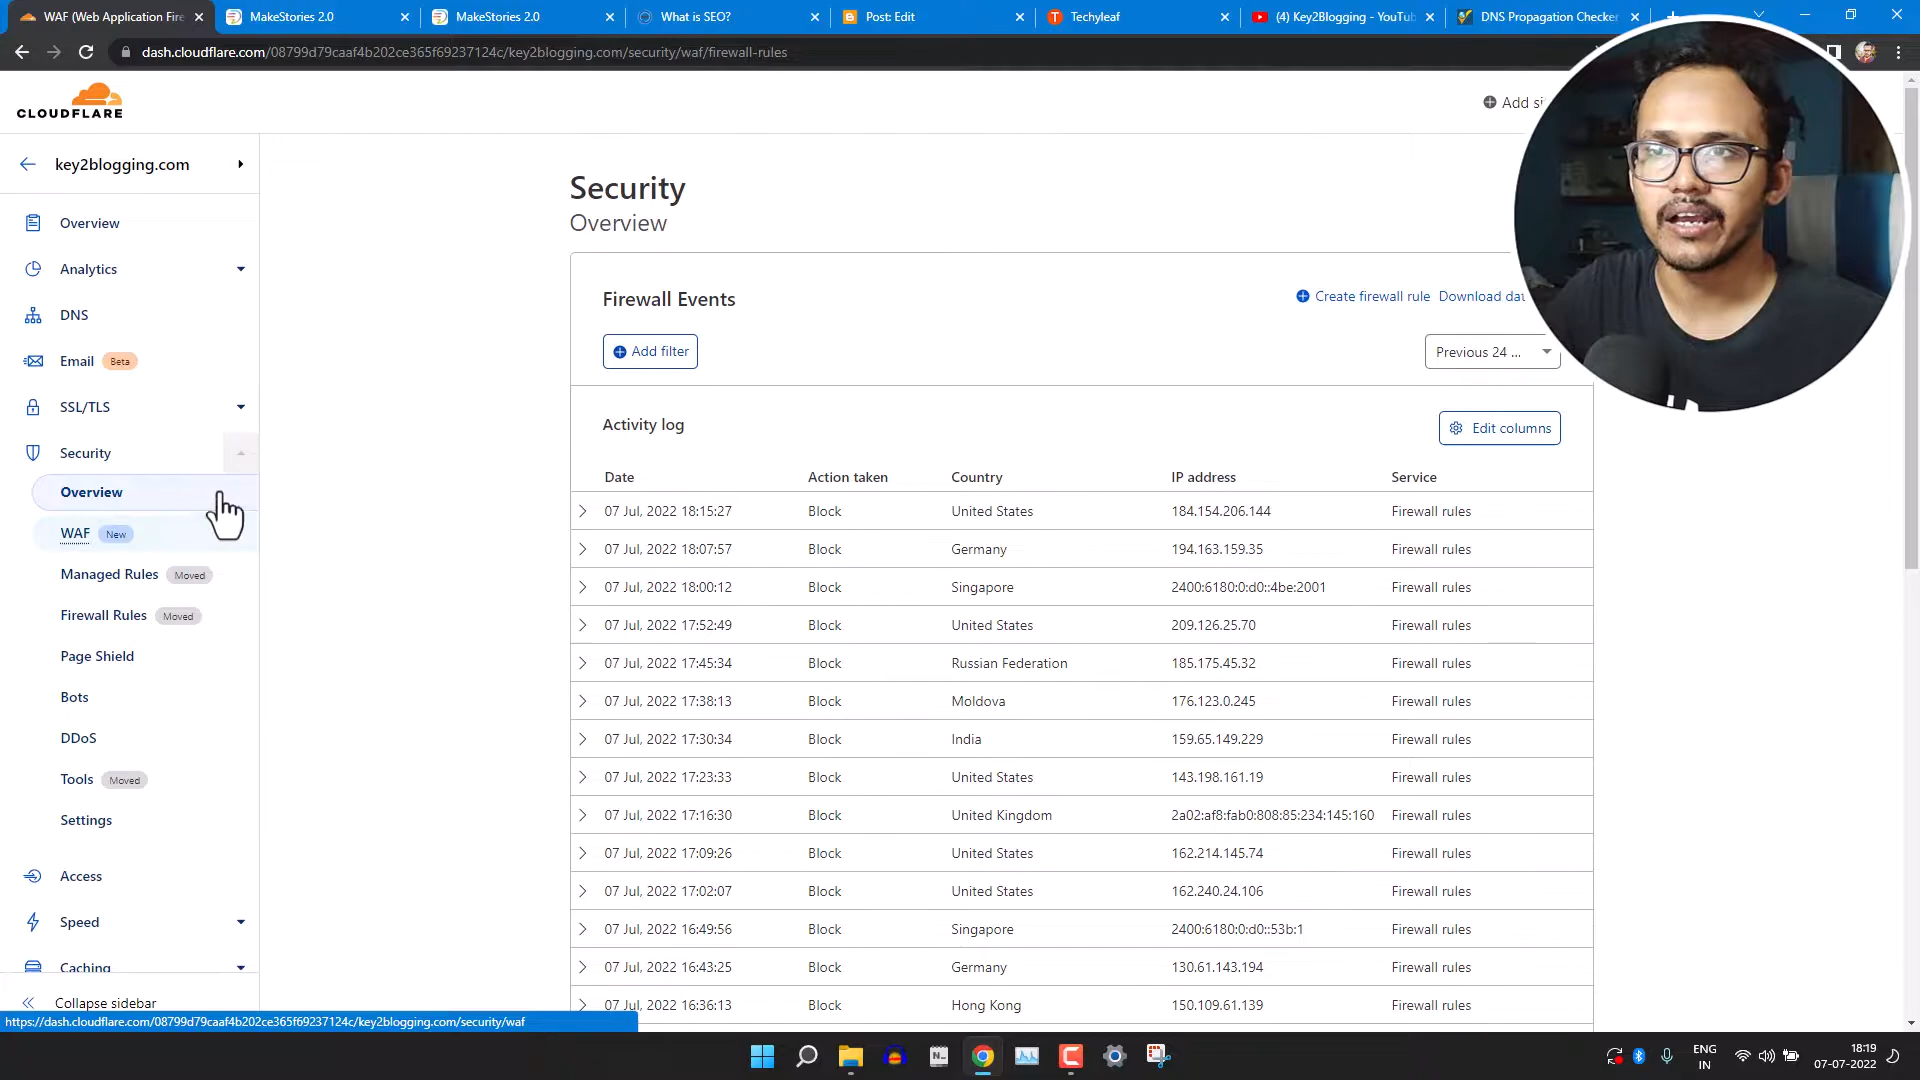 WAF (Web Application Fire
MakeStories 2.0
MakeStories 2.0
What is SEO?
Post: Edit
Techyleaf
(4) Key2Blogging - YouTub
DNS Propagation Checker
dash.cloudflare.com/08799d79caaf4b202ce365f69237124c/key2blogging.com/security/waf/firewall-rules
CLOUDFLARE
Add si
key2blogging.com
Overview
Analytics
DNS
Email Beta
SSL/TLS
Security
Overview
WAF New
Managed Rules Moved
Firewall Rules Moved
Page Shield
Bots
DDoS
Tools Moved
Settings
Access
Speed
Caching
Collapse sidebar
https://dash.cloudflare.com/08799d79caaf4b202ce365f69237124c/key2blogging.com/security/waf
Security
Overview
Firewall Events
Create firewall rule Download dat
Add filter
Previous 24 ...
Activity log
Edit columns
Date Action taken Country IP address Service
07 Jul, 2022 18:15:27 Block United States 184.154.206.144 Firewall rules
07 Jul, 2022 18:07:57 Block Germany 194.163.159.35 Firewall rules
07 Jul, 2022 18:00:12 Block Singapore 2400:6180:0:d0::4be:2001 Firewall rules
07 Jul, 2022 17:52:49 Block United States 209.126.25.70 Firewall rules
07 Jul, 2022 17:45:34 Block Russian Federation 185.175.45.32 Firewall rules
07 Jul, 2022 17:38:13 Block Moldova 176.123.0.245 Firewall rules
07 Jul, 2022 17:30:34 Block India 159.65.149.229 Firewall rules
07 Jul, 2022 17:23:33 Block United States 143.198.161.19 Firewall rules
07 Jul, 2022 17:16:30 Block United Kingdom 2a02:af8:fab0:808:85:234:145:160 Firewall rules
07 Jul, 2022 17:09:26 Block United States 162.214.145.74 Firewall rules
07 Jul, 2022 17:02:07 Block United States 162.240.24.106 Firewall rules
07 Jul, 2022 16:49:56 Block Singapore 2400:6180:0:d0::53b:1 Firewall rules
07 Jul, 2022 16:43:25 Block Germany 130.61.143.194 Firewall rules
07 Jul, 2022 16:36:13 Block Hong Kong 150.109.61.139 Firewall rules
ENG
IN
18:19
07-07-2022